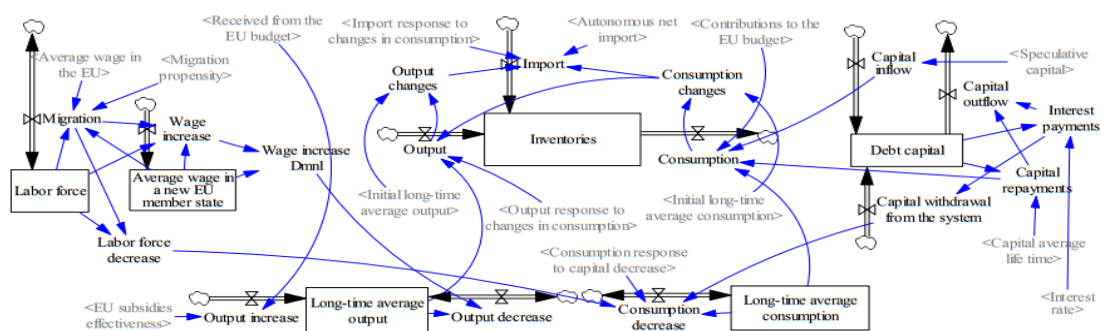 <Received from the
EU budget>
<Import response to
changes in consumption>
<Autonomous net
import>
<Contributions to the
EU budget>
<Average wage in
the EU>
<Migration
propensity>
Output
changes
Import
Consumption
changes
Capital
inflow
<Speculative
capital>
Migration
Wage
increase
Capital
outflow
Interest
payments
Output
Inventories
Consumption
Debt capital
Wage increase
Dmnl
Labor force
Average wage in
a new EU
member state
Capital
repayments
<Initial long-time
average output>
<Output response to
changes in consumption>
<Initial long-time
average consumption>
Capital withdrawal
from the system
Labor force
decrease
<Consumption response
to capital decrease>
<Capital average
life time>
<EU subsidies
effectiveness>
Output increase
Long-time average
output
Output decrease
Consumption
decrease
Long-time average
consumption
<Interest
rate>